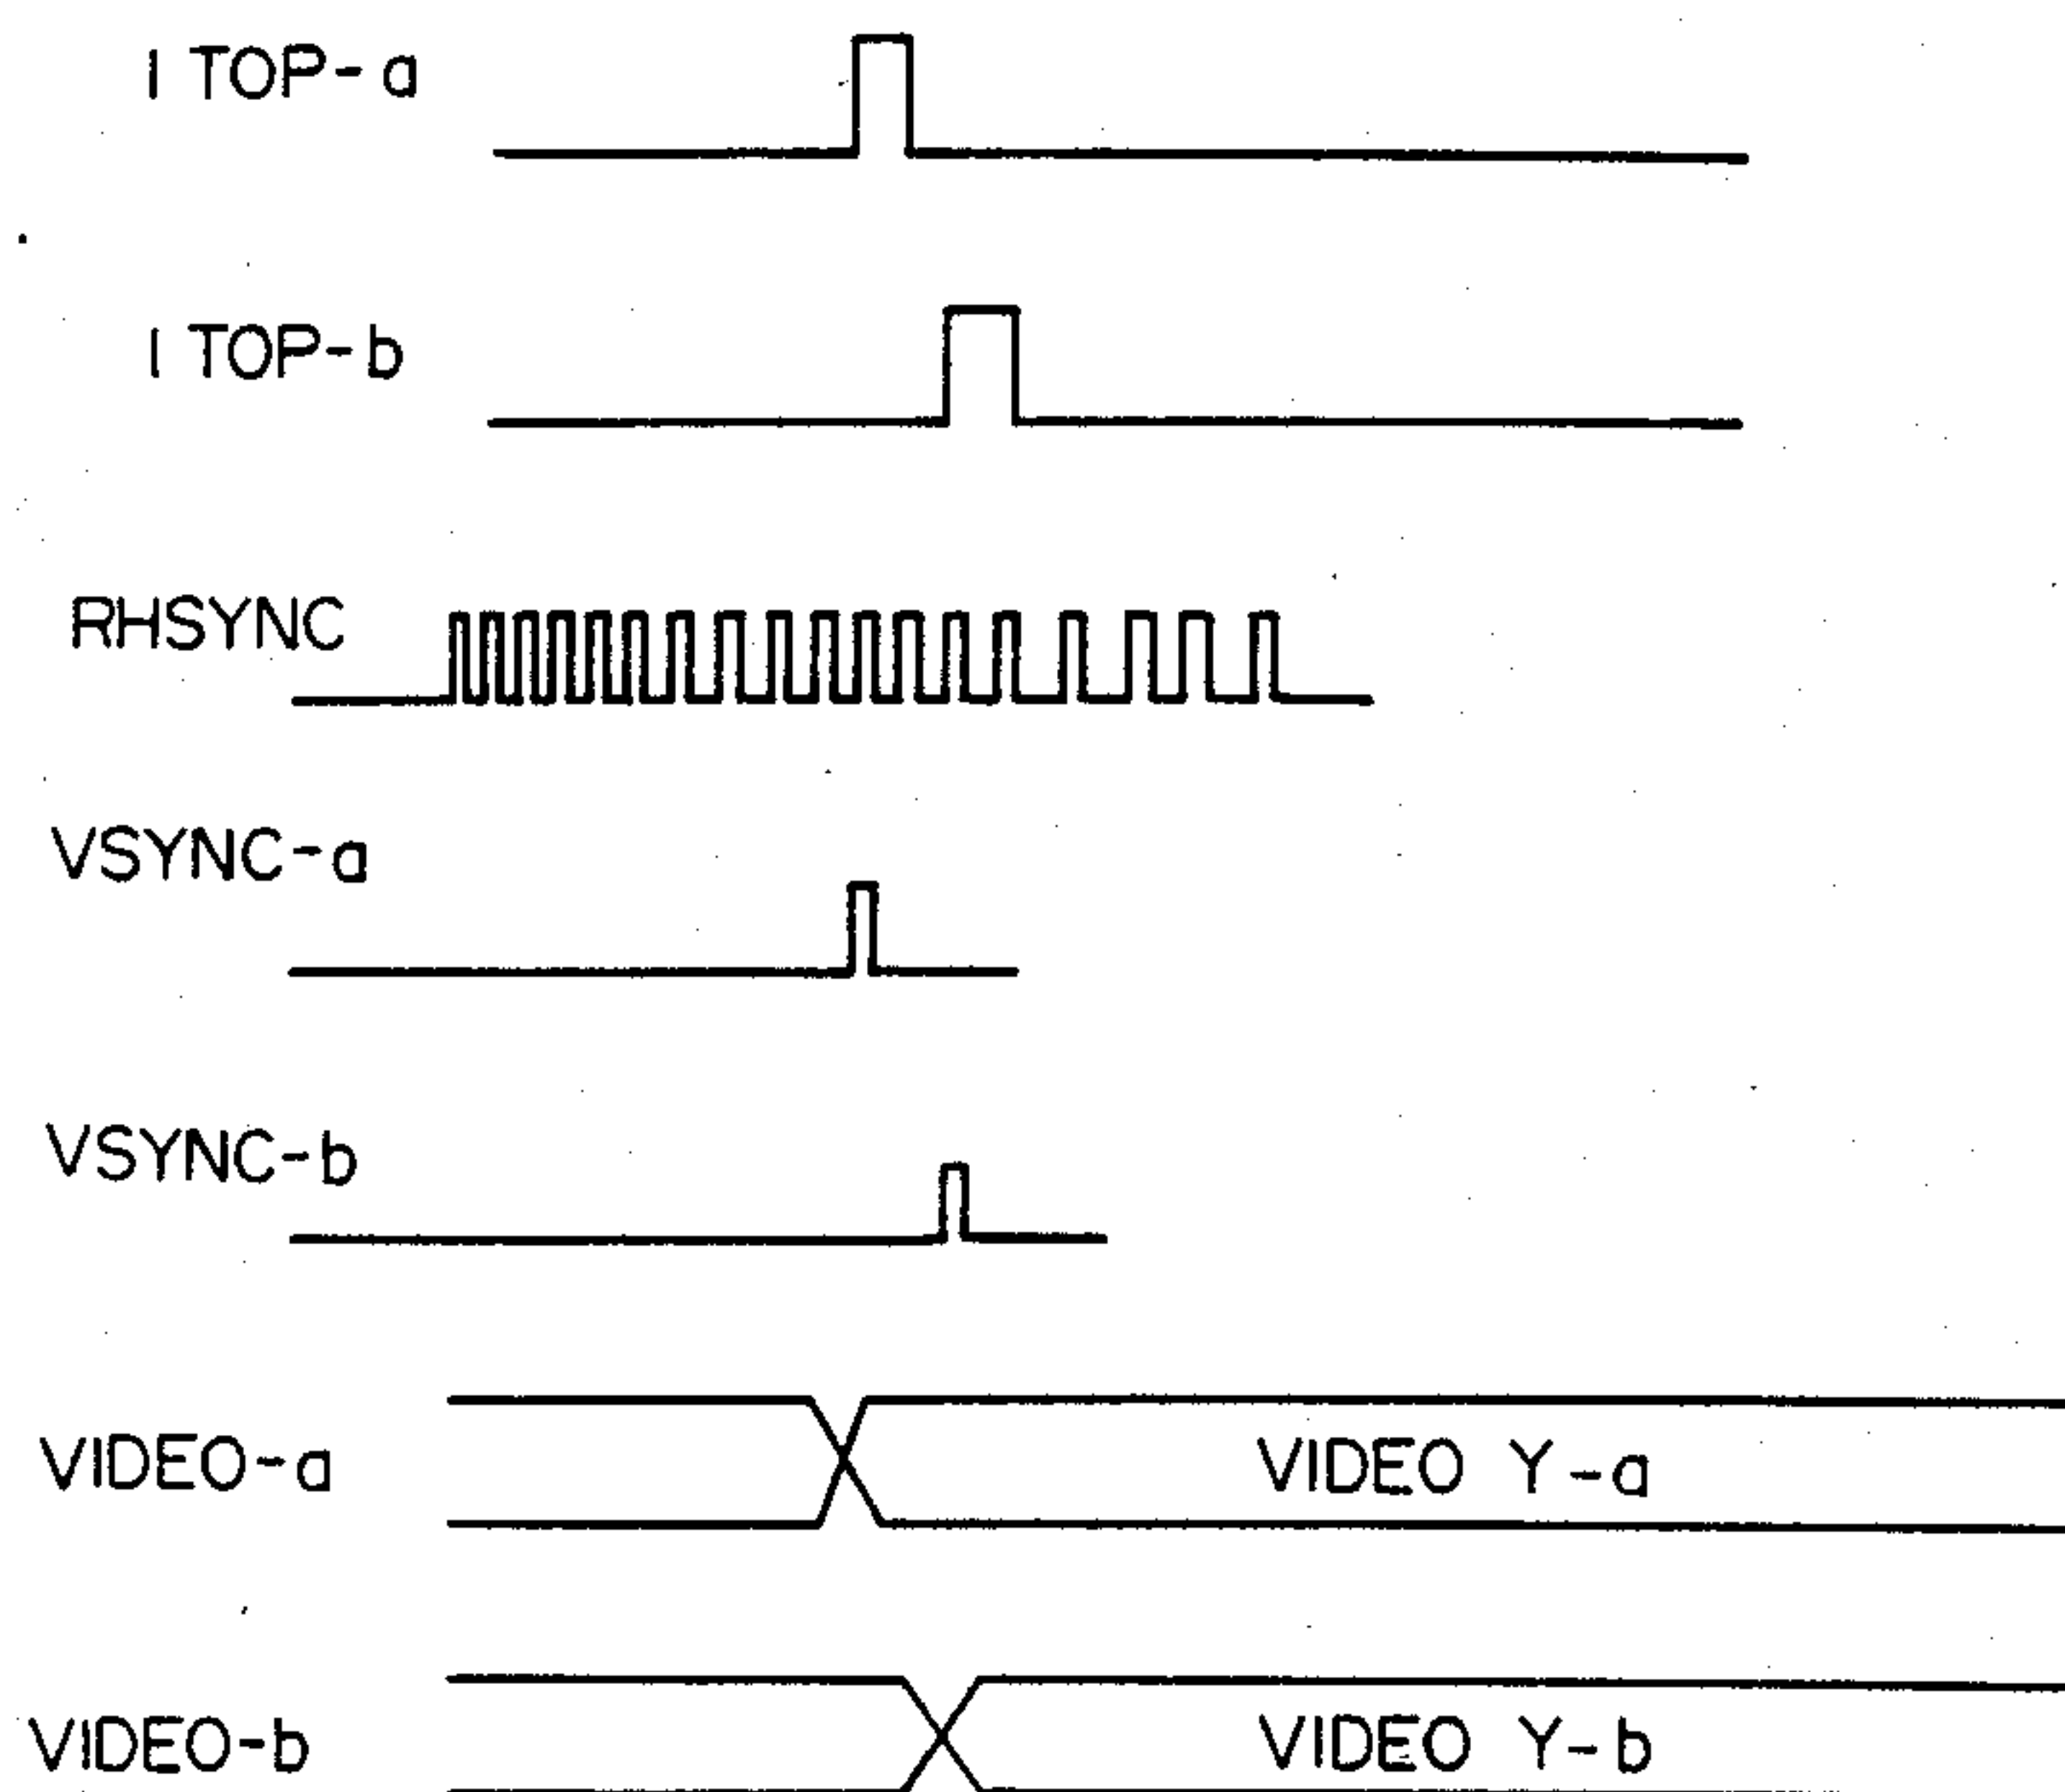 I TOP-a
I TOP-b
RHSYNC
VSYNC-a
VSYNC-b
VIDEO-a
VIDEO Y-a
VIDEO-b
VIDEO Y-b